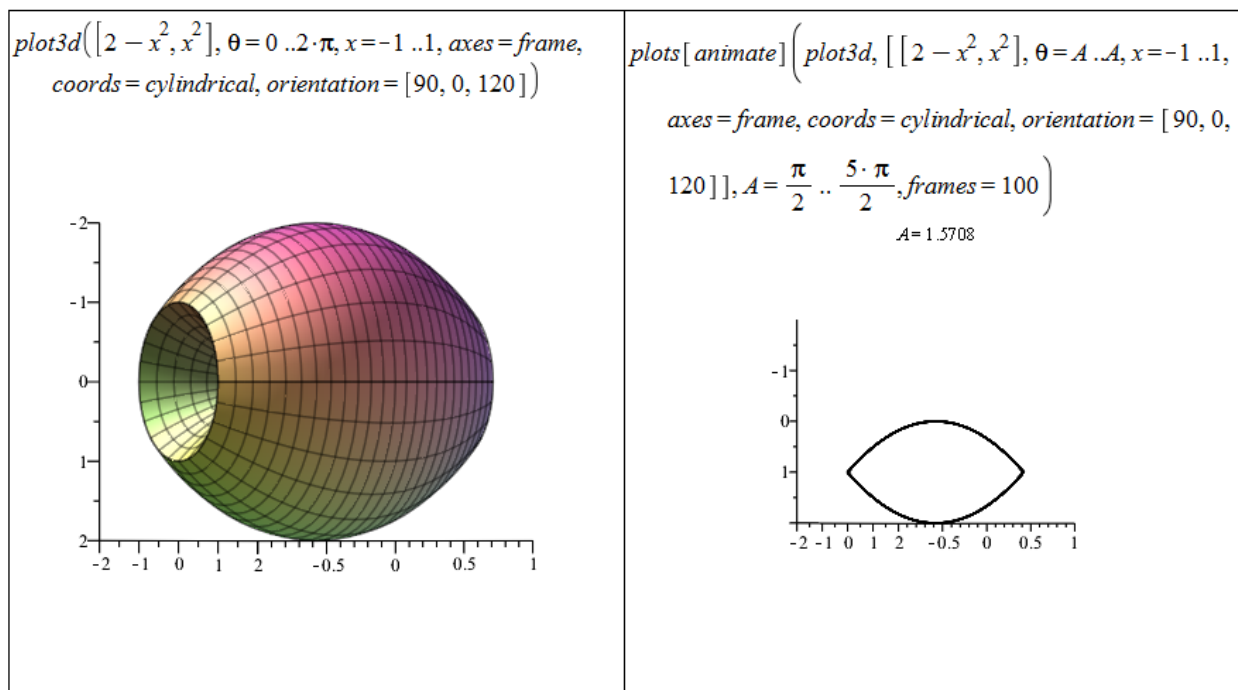 plot3d([2 − x², x²], θ = 0 ..2·π, x = −1 ..1, axes = frame,
coords = cylindrical, orientation = [90, 0, 120])
-2
-1
0
1
2
-2 -1 0 1 2 -0.5 0 0.5 1
plots[animate](plot3d, [[2 − x², x²], θ = A ..A, x = −1 ..1,
axes = frame, coords = cylindrical, orientation = [90, 0,
120]], A = π/2 .. 5·π/2, frames = 100)
A = 1.5708
-1
0
1
-2 -1 0 1 2 -0.5 0 0.5 1